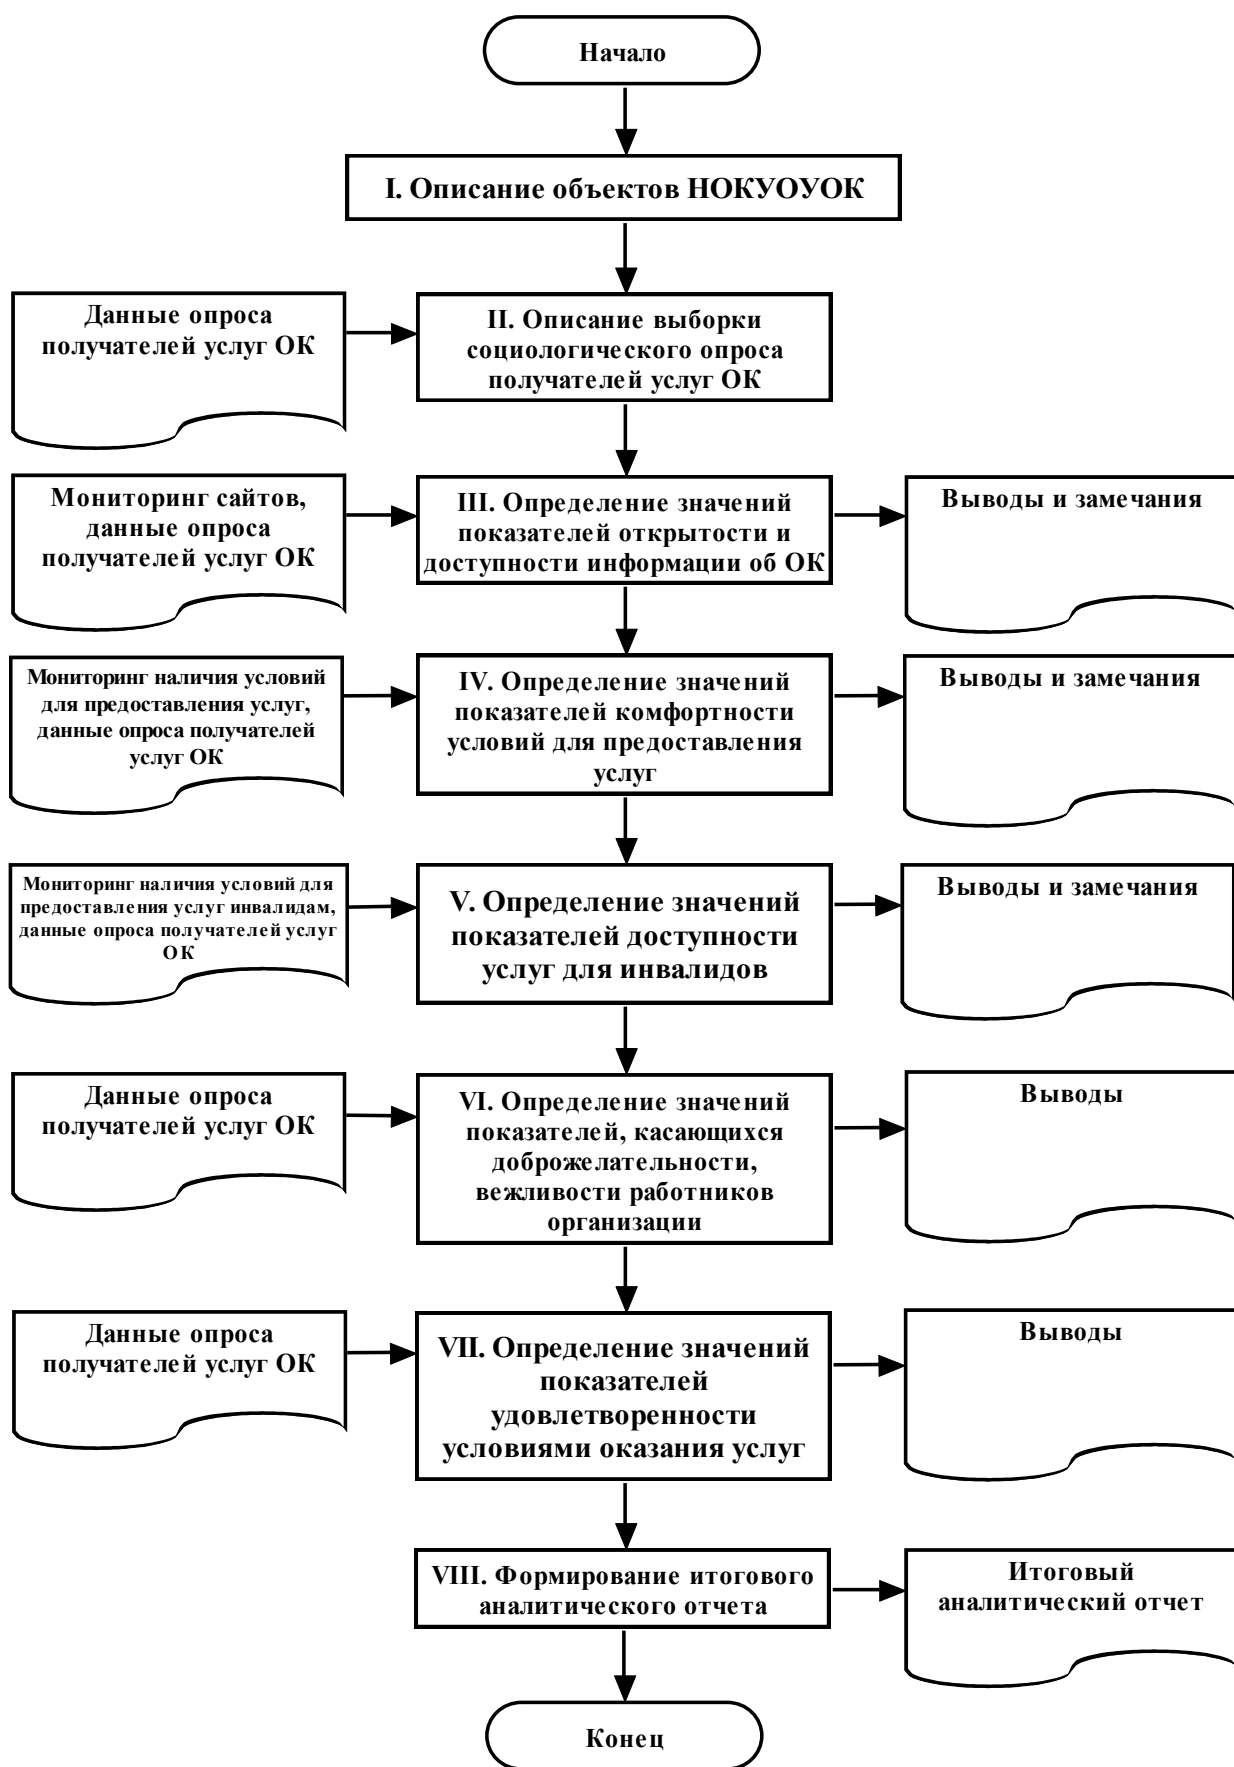 Начало
I. Описание объектов НОКУОУОК
Данные опроса
получателей услуг ОК
II. Описание выборки
социологического опроса
получателей услуг ОК
Мониторинг сайтов,
данные опроса
получателей услуг ОК
III. Определение значений
показателей открытости и
доступности информации об ОК
Выводы и замечания
Мониторинг наличия условий
для предоставления услуг,
данные опроса получателей
услуг ОК
IV. Определение значений
показателей комфортности
условий для предоставления
услуг
Выводы и замечания
Мониторинг наличия условий для
предоставления услуг инвалидам,
данные опроса получателей услуг
ОК
V. Определение значений
показателей доступности
услуг для инвалидов
Выводы и замечания
Данные опроса
получателей услуг ОК
VI. Определение значений
показателей, касающихся
доброжелательности,
вежливости работников
организации
Выводы
Данные опроса
получателей услуг ОК
VII. Определение значений
показателей
удовлетворенности
условиями оказания услуг
Выводы
VIII. Формирование итогового
аналитического отчета
Итоговый
аналитический отчет
Конец